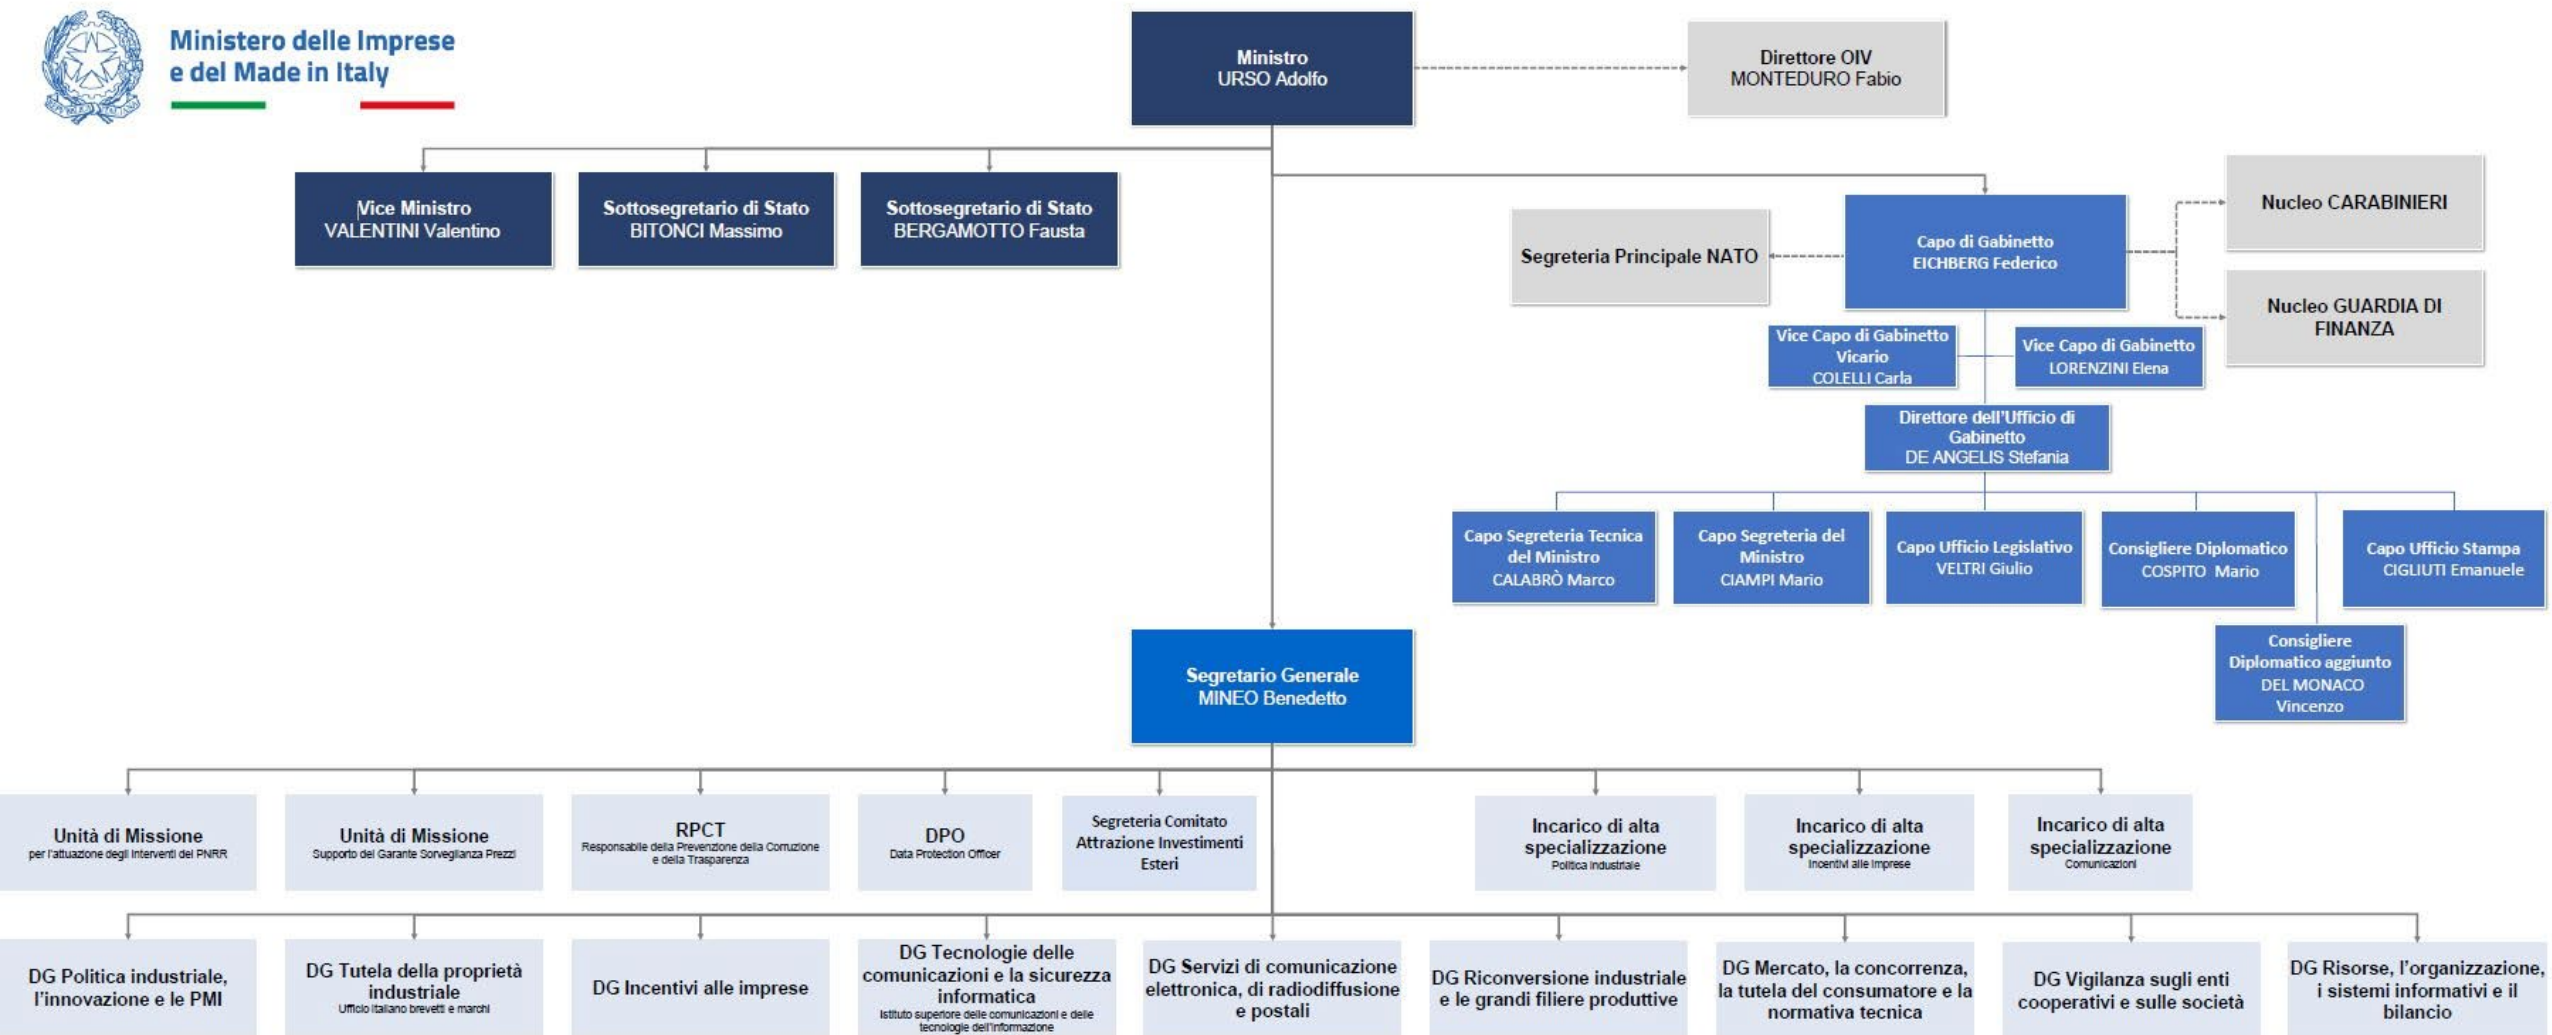 Ministero delle Imprese
e del Made in Italy
Ministro
URSO Adolfo
Direttore OIV
MONTEDURO Fabio
Vice Ministro
VALENTINI Valentino
Sottosegretario di Stato
BITONCI Massimo
Sottosegretario di Stato
BERGAMOTTO Fausta
Segreteria Principale NATO
Capo di Gabinetto
EICHBERG Federico
Nucleo CARABINIERI
Nucleo GUARDIA DI
FINANZA
Vice Capo di Gabinetto
Vicario
COLELLI Carla
Vice Capo di Gabinetto
LORENZINI Elena
Direttore dell'Ufficio di
Gabinetto
DE ANGELIS Stefania
Capo Segreteria Tecnica
del Ministro
CALABRÒ Marco
Capo Segreteria del
Ministro
CIAMPI Mario
Capo Ufficio Legislativo
VELTRI Giulio
Consigliere Diplomatico
COSPITO Mario
Capo Ufficio Stampa
CIGLIUTI Emanuele
Consigliere
Diplomatico aggiunto
DEL MONACO
Vincenzo
Segretario Generale
MINEO Benedetto
Unità di Missione
per l'attuazione degli Interventi del PNRR
Unità di Missione
Supporto del Garante Sorveglianza Prezzi
RPCT
Responsabile della Prevenzione della Corruzione
e della Trasparenza
DPO
Data Protection Officer
Segreteria Comitato
Attrazione Investimenti
Esteri
Incarico di alta
specializzazione
Politica Industriale
Incarico di alta
specializzazione
Incentivi alle Imprese
Incarico di alta
specializzazione
Comunicazioni
DG Politica industriale,
l'innovazione e le PMI
DG Tutela della proprietà
industriale
Ufficio Italiano brevetti e marchi
DG Incentivi alle imprese
DG Tecnologie delle
comunicazioni e la sicurezza
informatica
Istituto superiore delle comunicazioni e delle
tecnologie dell'Informazione
DG Servizi di comunicazione
elettronica, di radiodiffusione
e postali
DG Riconversione industriale
e le grandi filiere produttive
DG Mercato, la concorrenza,
la tutela del consumatore e la
normativa tecnica
DG Vigilanza sugli enti
cooperativi e sulle società
DG Risorse, l'organizzazione,
i sistemi informativi e il
bilancio